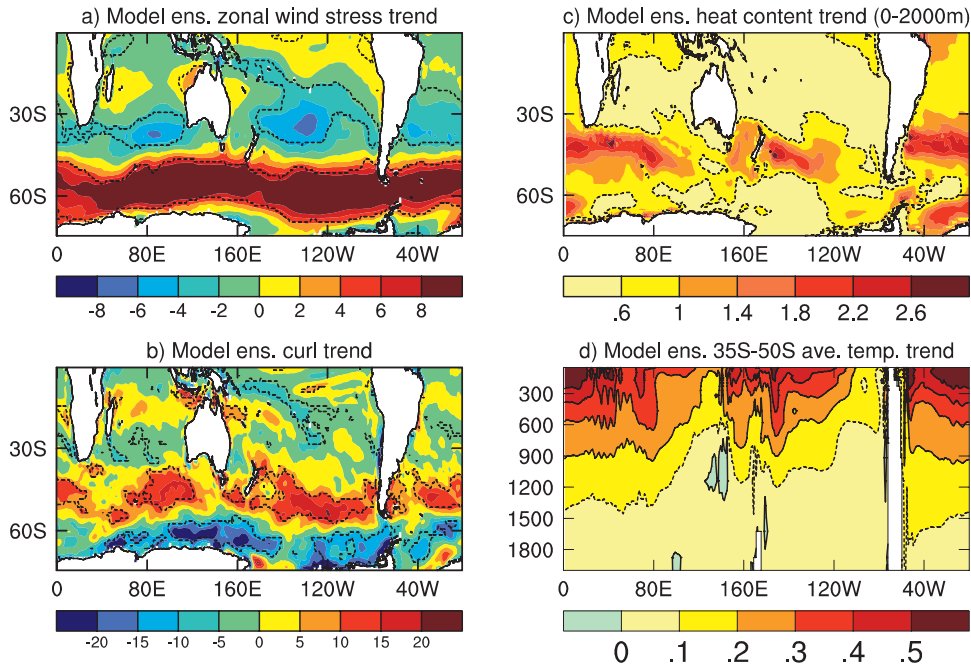 a) Model ens. zonal wind stress trend
30S
60S
0 80E 160E 120W 40W
-8 -6 -4 -2 0 2 4 6 8
b) Model ens. curl trend
30S
60S
0 80E 160E 120W 40W
-20 -15 -10 -5 0 5 10 15 20
c) Model ens. heat content trend (0-2000m)
30S
60S
0 80E 160E 120W 40W
.6 1 1.4 1.8 2.2 2.6
d) Model ens. 35S-50S ave. temp. trend
300
600
900
1200
1500
1800
0 80E 160E 120W 40W
0 .1 .2 .3 .4 .5